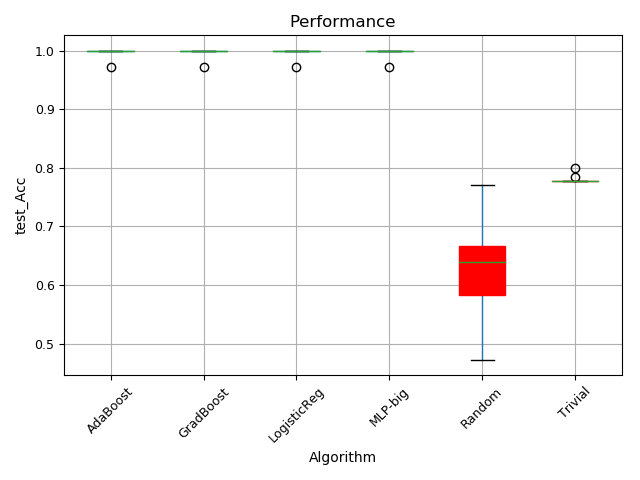 Performance
test_Acc
1.0
0.9
0.8
0.7
0.6
0.5
AdaBoost
GradBoost
LogisticReg
MLP-big
Random
Trivial
Algorithm